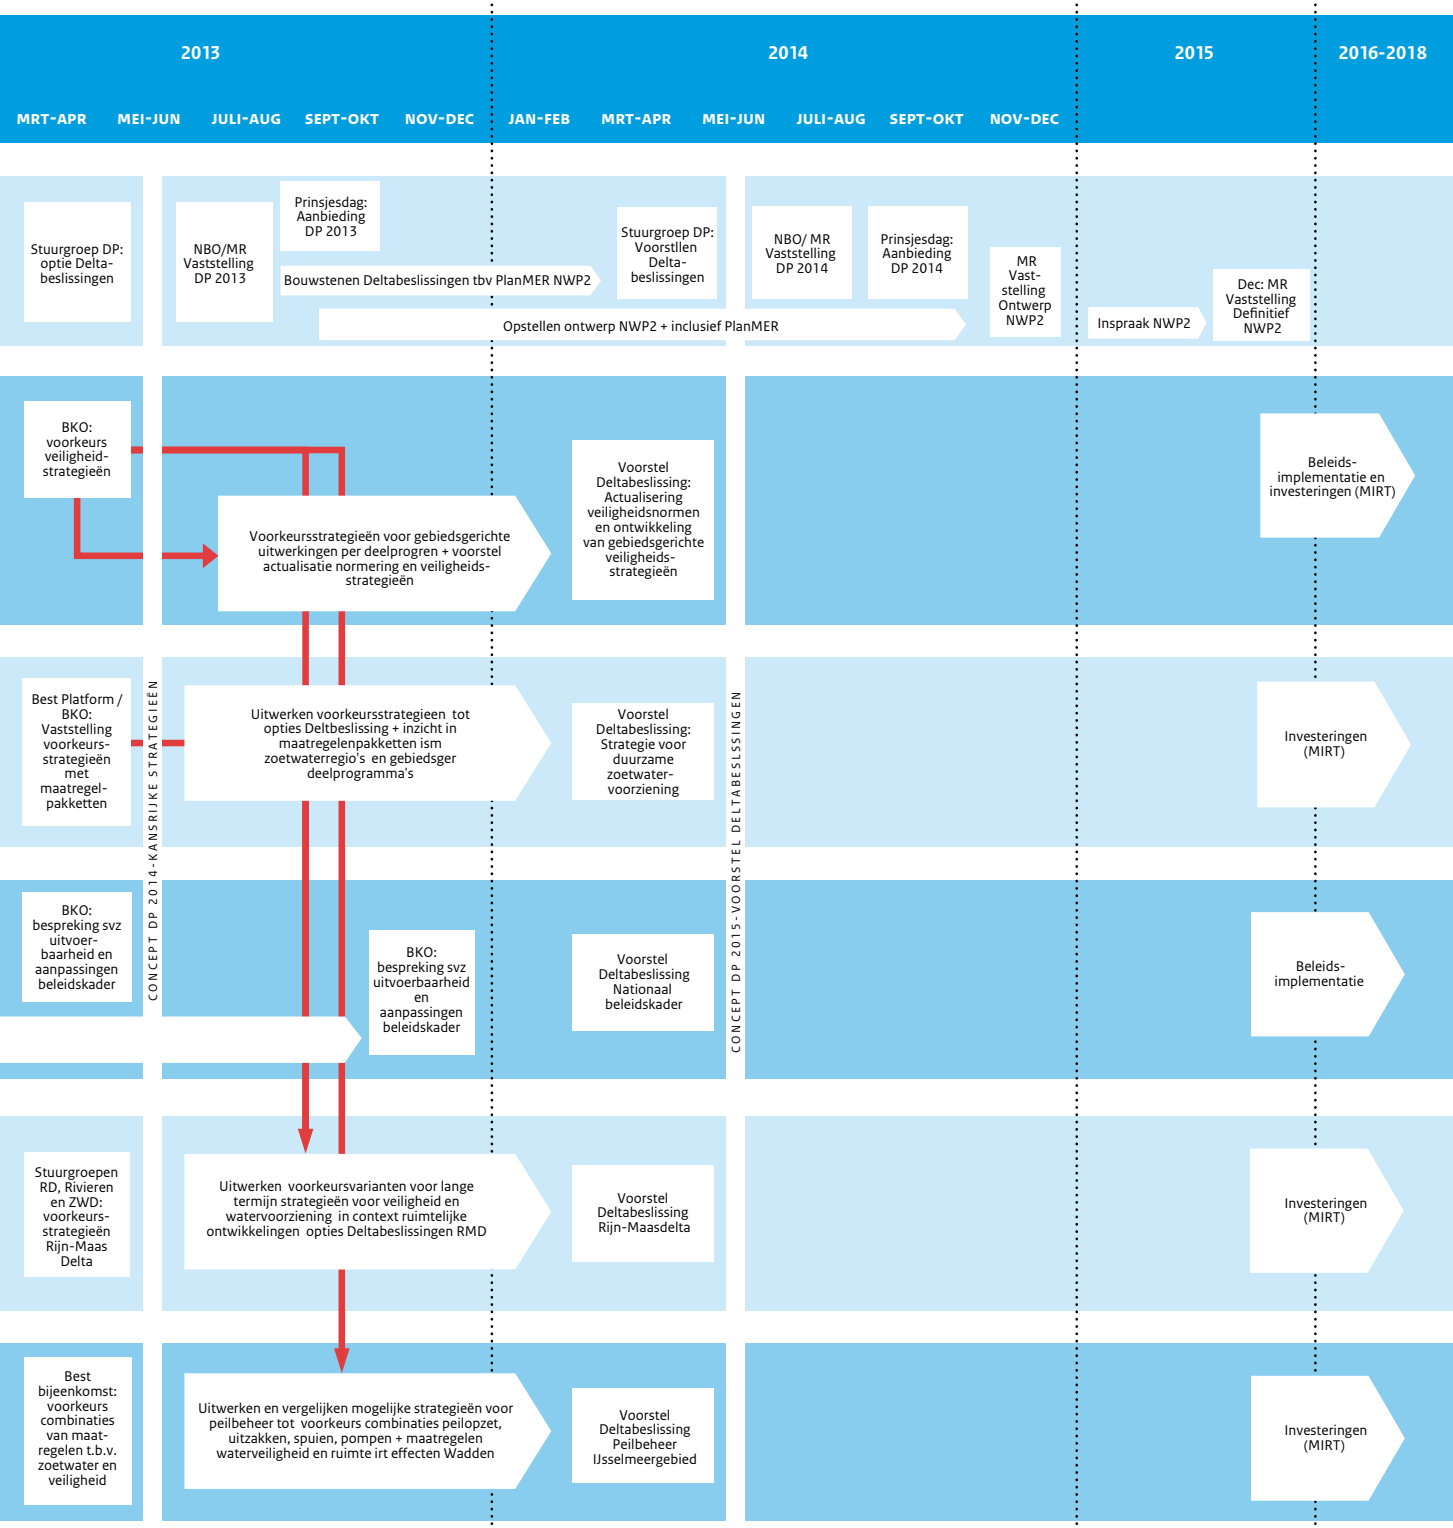 2013
2014
2015
2016-2018
MRT-APR
MEI-JUN
JULI-AUG
SEPT-OKT
NOV-DEC
JAN-FEB
MRT-APR
MEI-JUN
JULI-AUG
SEPT-OKT
NOV-DEC
Stuurgroep DP:
optie Delta-
beslissingen
NBO/MR
Vaststelling
DP 2013
Prinsjesdag:
Aanbieding
DP 2013
Bouwstenen Deltabeslissingen tbv PlanMER NWP2
Opstellen ontwerp NWP2 + inclusief PlanMER
Stuurgroep DP:
Voorstllen
Delta-
beslissingen
NBO/ MR
Vaststelling
DP 2014
Prinsjesdag:
Aanbieding
DP 2014
MR
Vast-
stelling
Ontwerp
NWP2
Inspraak NWP2
Dec: MR
Vaststelling
Definitief
NWP2
BKO:
voorkeurs
veiligheid-
strategieën
Voorkeursstrategieën voor gebiedsgerichte
uitwerkingen per deelprogren + voorstel
actualisatie normering en veiligheids-
strategieën
Voorstel
Deltabeslissing:
Actualisering
veiligheidsnormen
en ontwikkeling
van gebiedsgerichte
veiligheids-
strategieën
Beleids-
implementatie en
investeringen (MIRT)
CONCEPT DP 2014-KANSRIJKE STRATEGIEËN
CONCEPT DP 2015-VOORSTEL DELTABESLSSINGEN
Best Platform /
BKO:
Vaststelling
voorkeurs-
strategieën
met
maatregel-
pakketten
Uitwerken voorkeursstrategieen tot
opties Deltbeslissing + inzicht in
maatregelenpakketten ism
zoetwaterregio's en gebiedsger
deelprogramma's
Voorstel
Deltabeslissing:
Strategie voor
duurzame
zoetwater-
voorziening
Investeringen
(MIRT)
BKO:
bespreking svz
uitvoer-
baarheid en
aanpassingen
beleidskader
BKO:
bespreking svz
uitvoerbaarheid
en
aanpassingen
beleidskader
Voorstel
Deltabeslissing
Nationaal
beleidskader
Beleids-
implementatie
Stuurgroepen
RD, Rivieren
en ZWD:
voorkeurs-
strategieën
Rijn-Maas
Delta
Uitwerken voorkeursvarianten voor lange
termijn strategieën voor veiligheid en
watervoorziening in context ruimtelijke
ontwikkelingen opties Deltabeslissingen RMD
Voorstel
Deltabeslissing
Rijn-Maasdelta
Investeringen
(MIRT)
Best
bijeenkomst:
voorkeurs
combinaties
van maat-
regelen t.b.v.
zoetwater en
veiligheid
Uitwerken en vergelijken mogelijke strategieën voor
peilbeheer tot voorkeurs combinaties peilopzet,
uitzakken, spuien, pompen + maatregelen
waterveiligheid en ruimte irt effecten Wadden
Voorstel
Deltabeslissing
Peilbeheer
IJsselmeergebied
Investeringen
(MIRT)